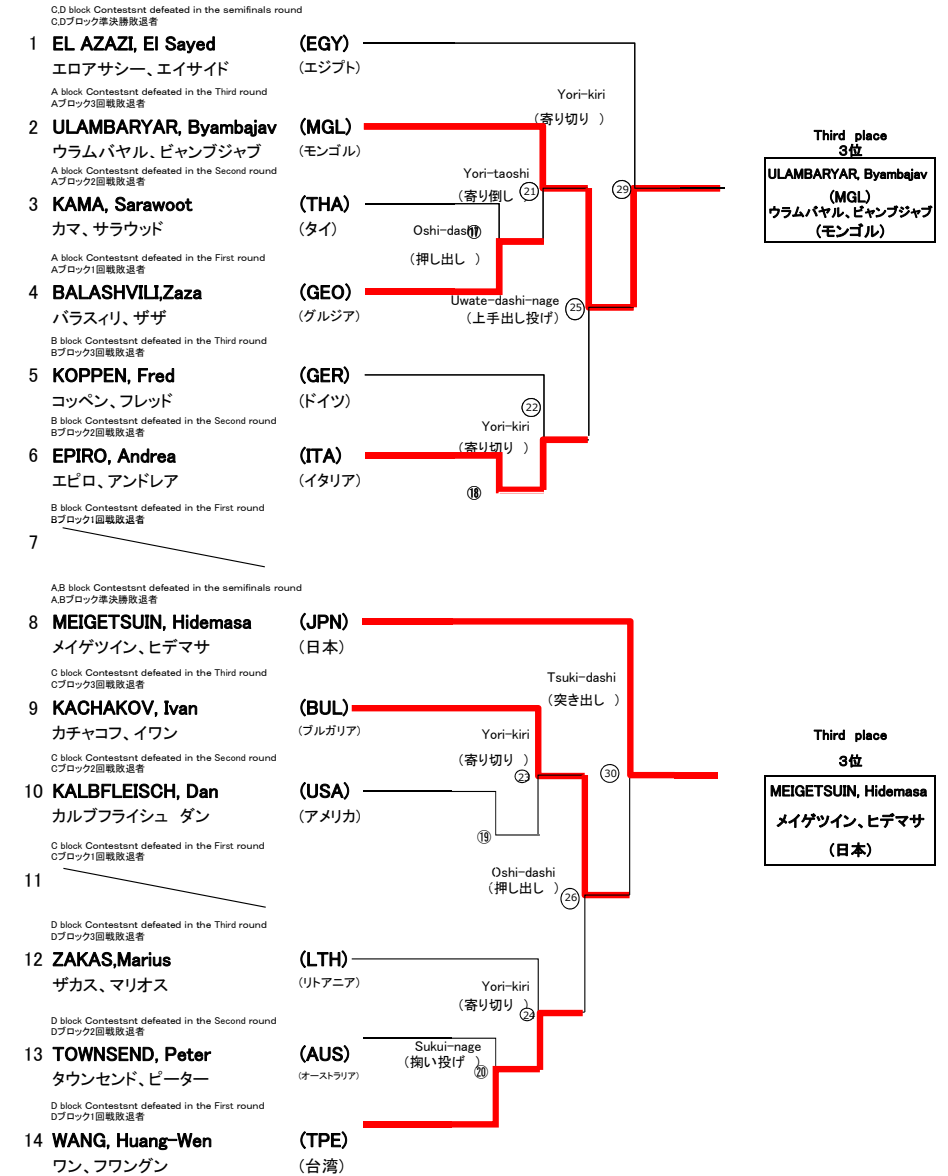 C,D block Contestsnt defeated in the semifinals round
C,Dブロック準決勝敗退者
1 EL AZAZI, El Sayed (EGY)
エロアサシー、エイサイド (エジプト)
A block Contestsnt defeated in the Third round
Aブロック3回戦敗退者
Yori-kiri
(寄り切り )
2 ULAMBARYAR, Byambajav (MGL)
ウラムバヤル、ビャンブジャブ (モンゴル)
Third place
3位
A block Contestsnt defeated in the Second round
Aブロック2回戦敗退者
Yori-taoshi
(寄り倒し ) 21
29
ULAMBARYAR, Byambajav
(MGL)
ウラムバヤル、ビャンブジャブ
(モンゴル)
3 KAMA, Sarawoot (THA)
カマ、サラウッド (タイ)
Oshi-dashi ⑰
(押し出し )
A block Contestsnt defeated in the First round
Aブロック1回戦敗退者
4 BALASHVILI,Zaza (GEO)
バラスィリ、ザザ (グルジア)
Uwate-dashi-nage
(上手出し投げ) 25
B block Contestsnt defeated in the Third round
Bブロック3回戦敗退者
5 KOPPEN, Fred (GER)
コッペン、フレッド (ドイツ)
22
B block Contestsnt defeated in the Second round
Bブロック2回戦敗退者
Yori-kiri
(寄り切り )
6 EPIRO, Andrea (ITA)
エピロ、アンドレア (イタリア)
⑱
B block Contestsnt defeated in the First round
Bブロック1回戦敗退者
7
A,B block Contestsnt defeated in the semifinals round
A,Bブロック準決勝敗退者
8 MEIGETSUIN, Hidemasa (JPN)
メイゲツイン、ヒデマサ (日本)
C block Contestsnt defeated in the Third round
Cブロック3回戦敗退者
Tsuki-dashi
(突き出し )
9 KACHAKOV, Ivan (BUL)
カチャコフ、イワン (ブルガリア)
Yori-kiri
(寄り切り )
23
30
Third place
3位
C block Contestsnt defeated in the Second round
Cブロック2回戦敗退者
10 KALBFLEISCH, Dan (USA)
カルブフライシュ ダン (アメリカ)
MEIGETSUIN, Hidemasa
メイゲツイン、ヒデマサ
(日本)
⑲
C block Contestsnt defeated in the First round
Cブロック1回戦敗退者
11
Oshi-dashi
(押し出し ) 26
D block Contestsnt defeated in the Third round
Dブロック3回戦敗退者
12 ZAKAS,Marius (LTH)
ザカス、マリオス (リトアニア)
Yori-kiri
(寄り切り )
24
D block Contestsnt defeated in the Second round
Dブロック2回戦敗退者
13 TOWNSEND, Peter (AUS)
タウンセンド、ピーター (オーストラリア)
Sukui-nage
(掬い投げ ) ⑳
D block Contestsnt defeated in the First round
Dブロック1回戦敗退者
14 WANG, Huang-Wen (TPE)
ワン、フワングン (台湾)